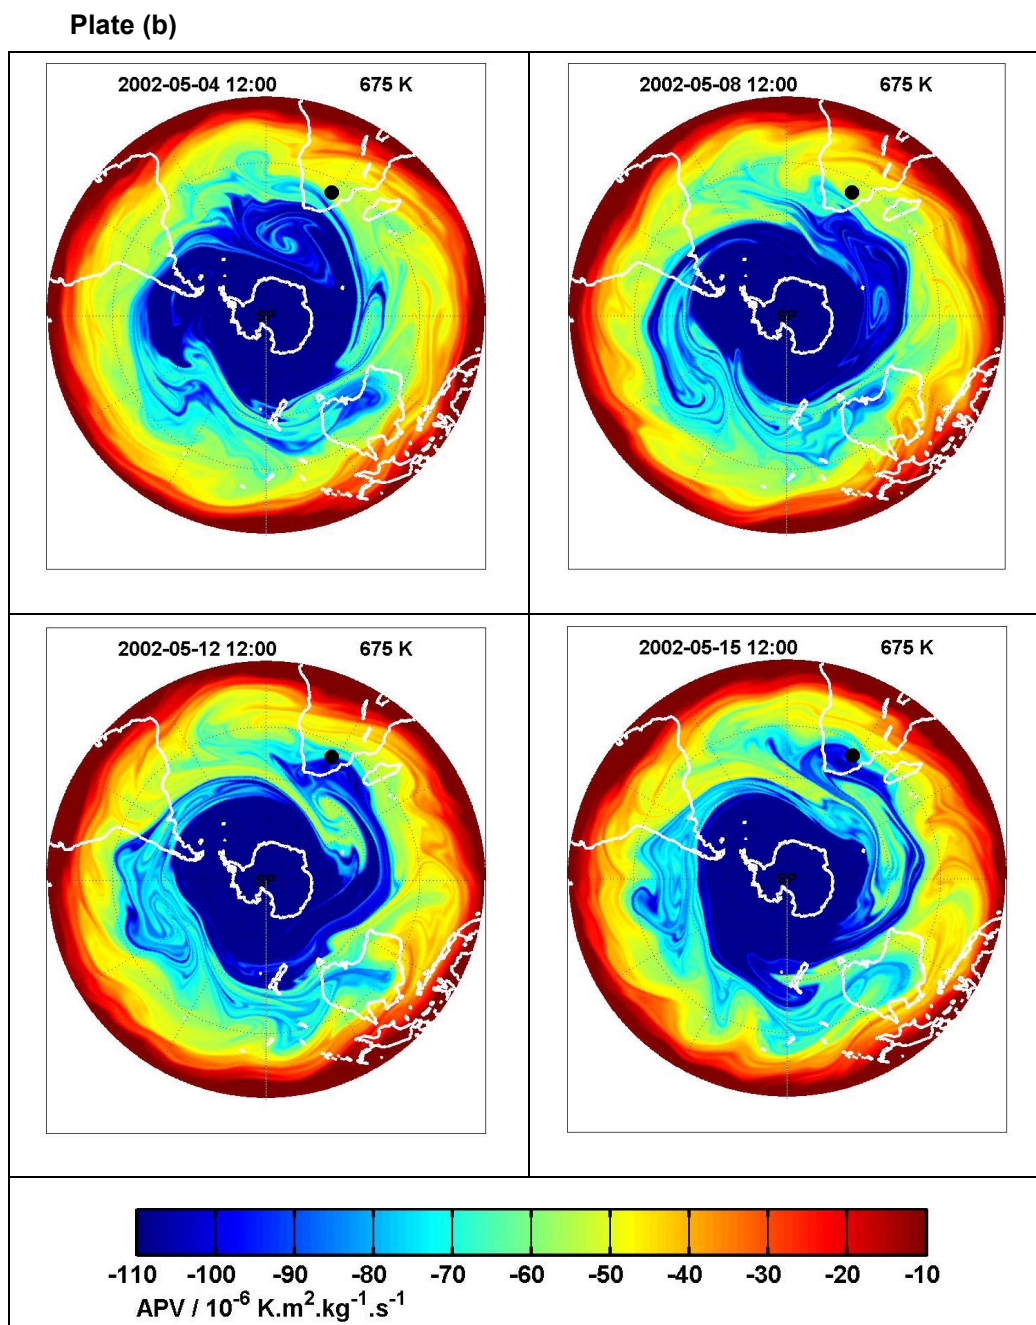 Plate (b)
2002-05-04 12:00 675 K
2002-05-08 12:00 675 K
SP
SP
2002-05-12 12:00 675 K
2002-05-15 12:00 675 K
SP
SP
-110 -100 -90 -80 -70 -60 -50 -40 -30 -20 -10
APV / 10⁻⁶ K.m².kg⁻¹.s⁻¹